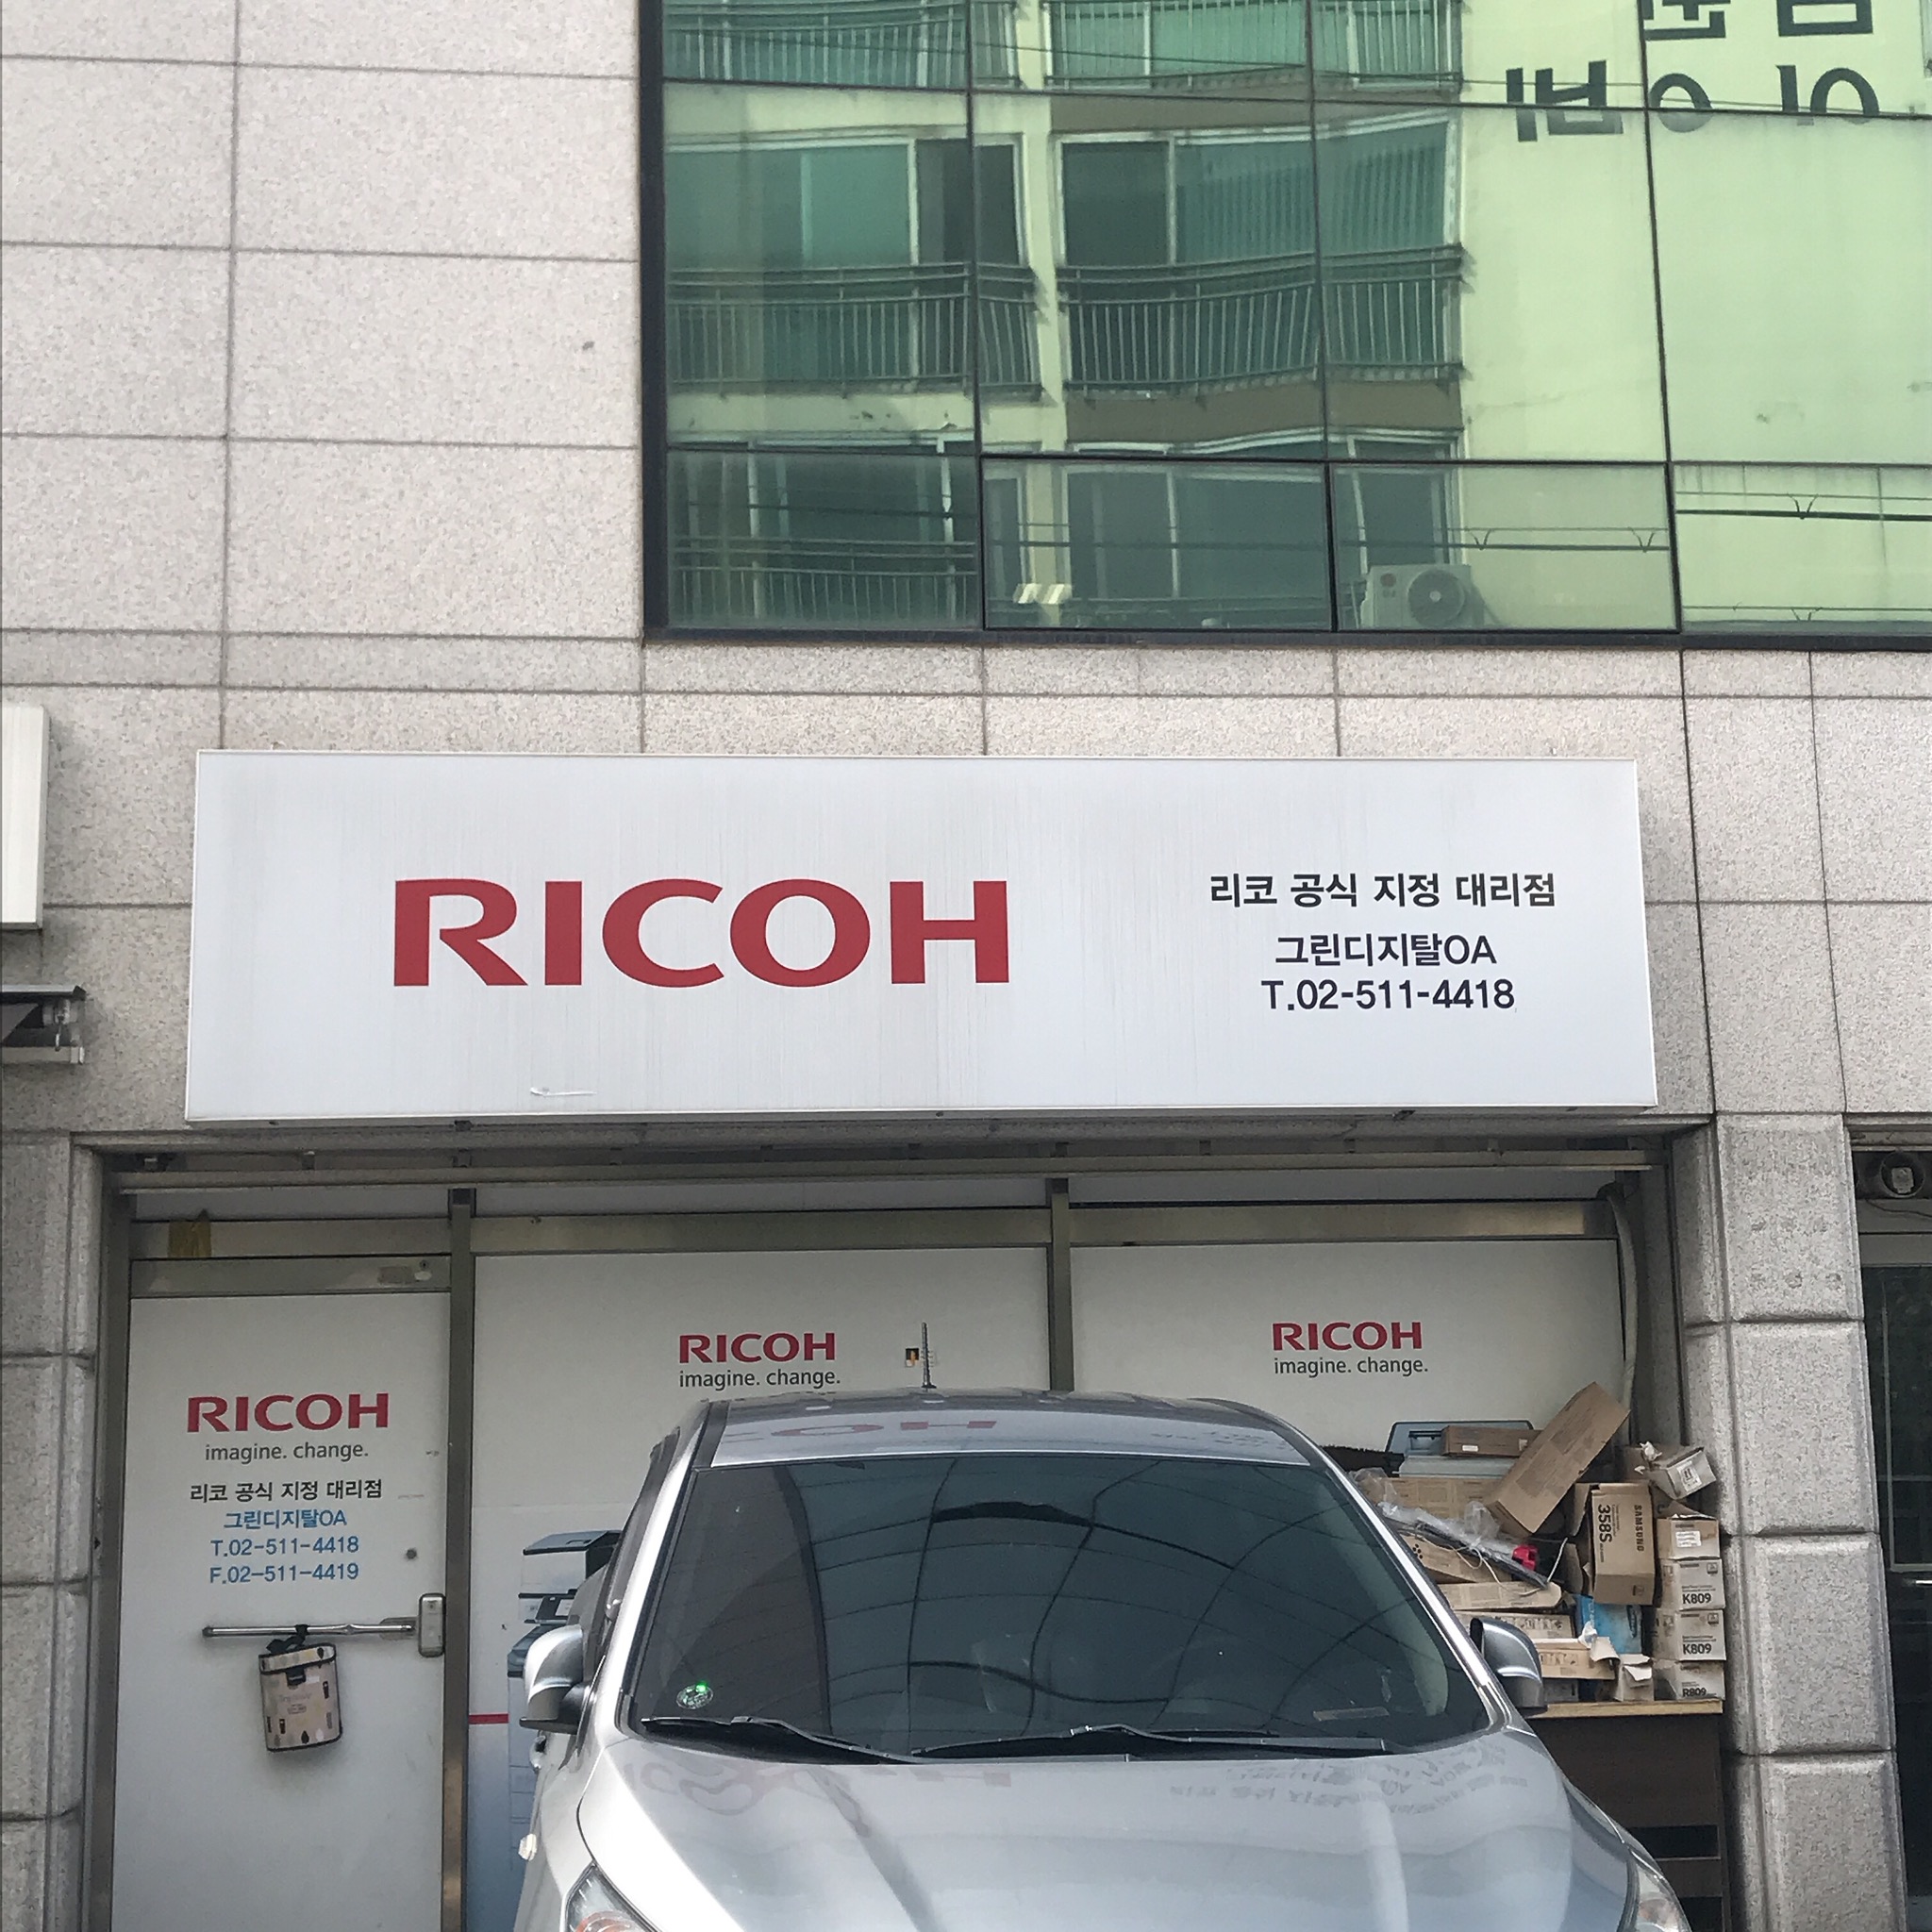 RICOH
리코 공식 지정 대리점
그린디지탈OA
T.02-511-4418
RICOH
imagine. change.
리코 공식 지정 대리점
그린디지탈OA
T.02-511-4418
F.02-511-4419
RICOH
imagine. change.
RICOH
imagine. change.
SAMSUNG
358S
K809
K809
R809